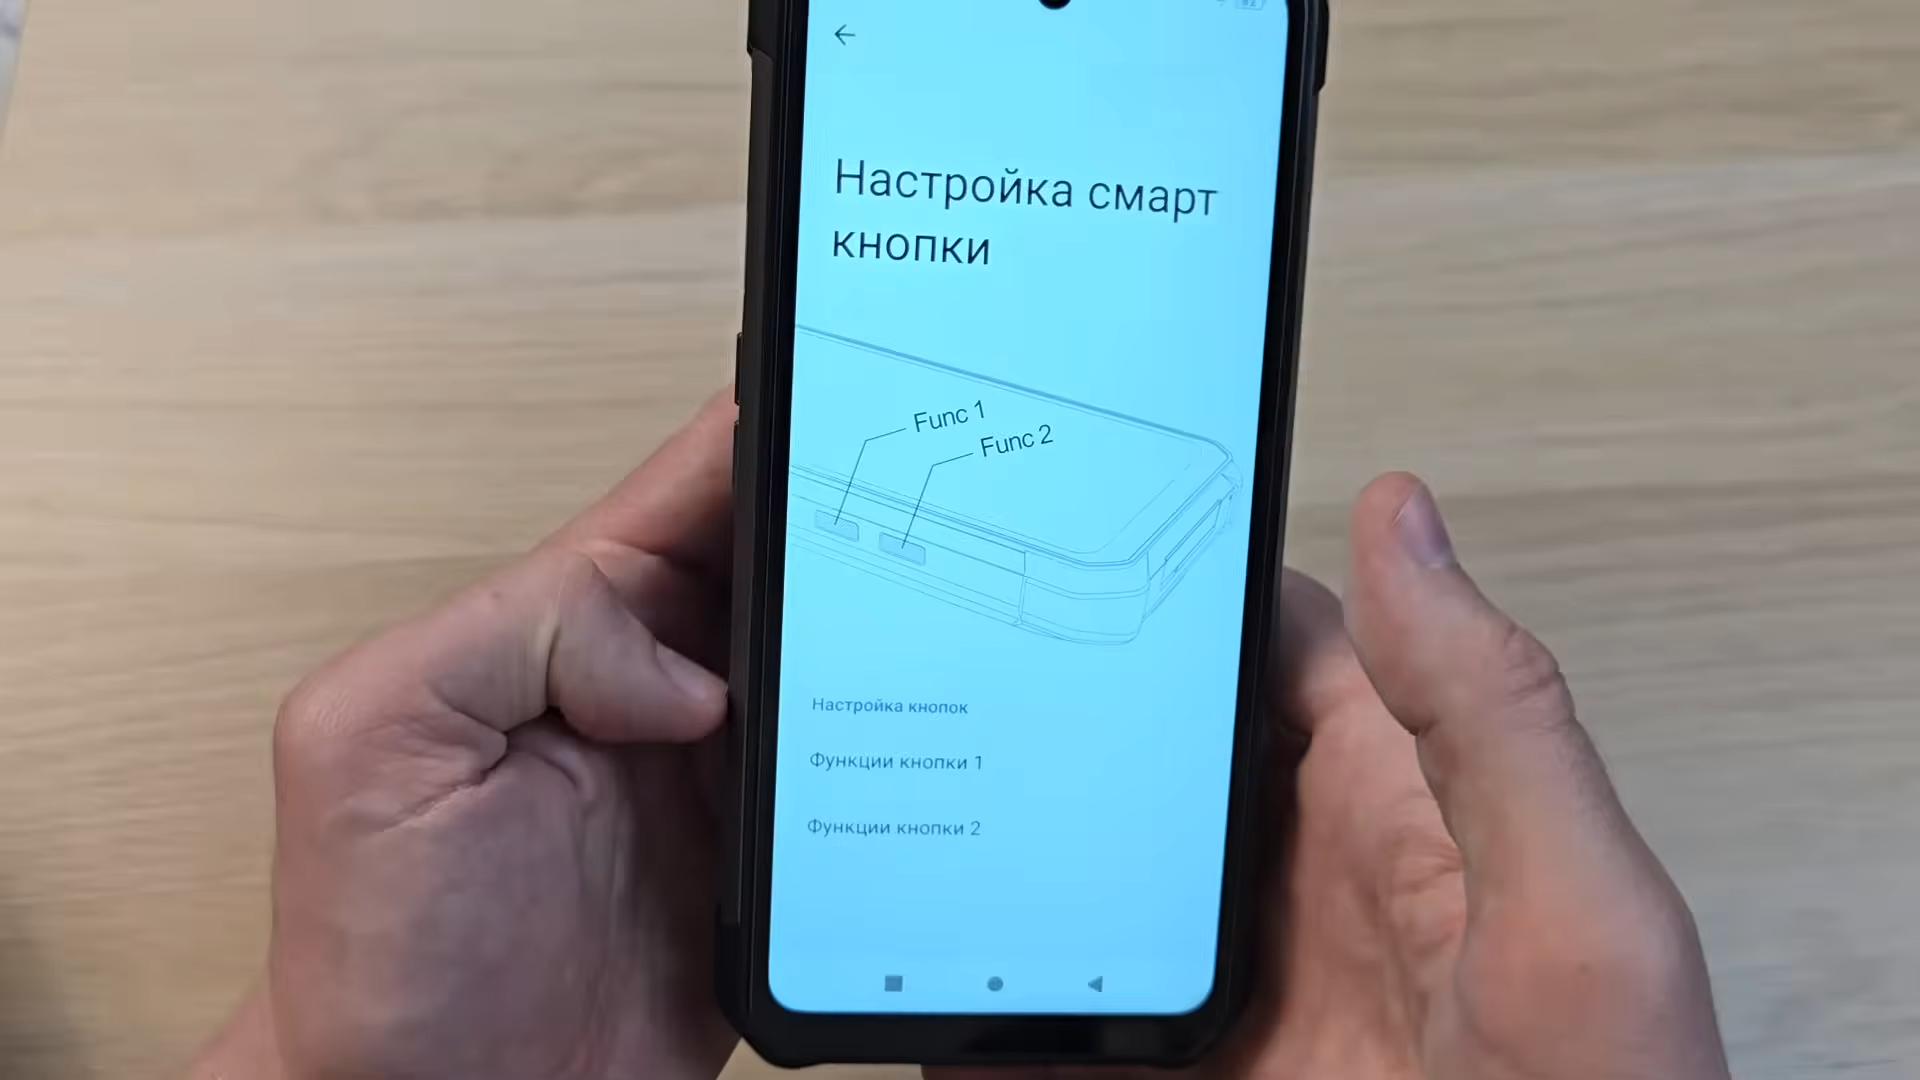 Настройка смарт
кнопки
Func 1
Func 2
Настройка кнопок
Функции кнопки 1
Функции кнопки 2